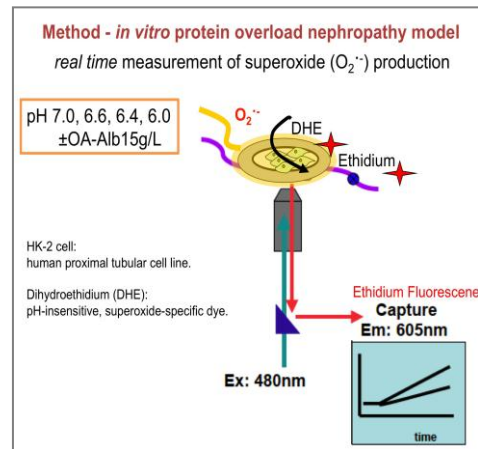 Method - in vitro protein overload nephropathy model
real time measurement of superoxide (O₂˙⁻) production
pH 7.0, 6.6, 6.4, 6.0
±OA-Alb15g/L
O₂˙⁻
DHE
Ethidium
HK-2 cell:
human proximal tubular cell line.
Dihydroethidium (DHE):
pH-insensitive, superoxide-specific dye.
Ethidium Fluorescene
Capture
Em: 605nm
Ex: 480nm
time